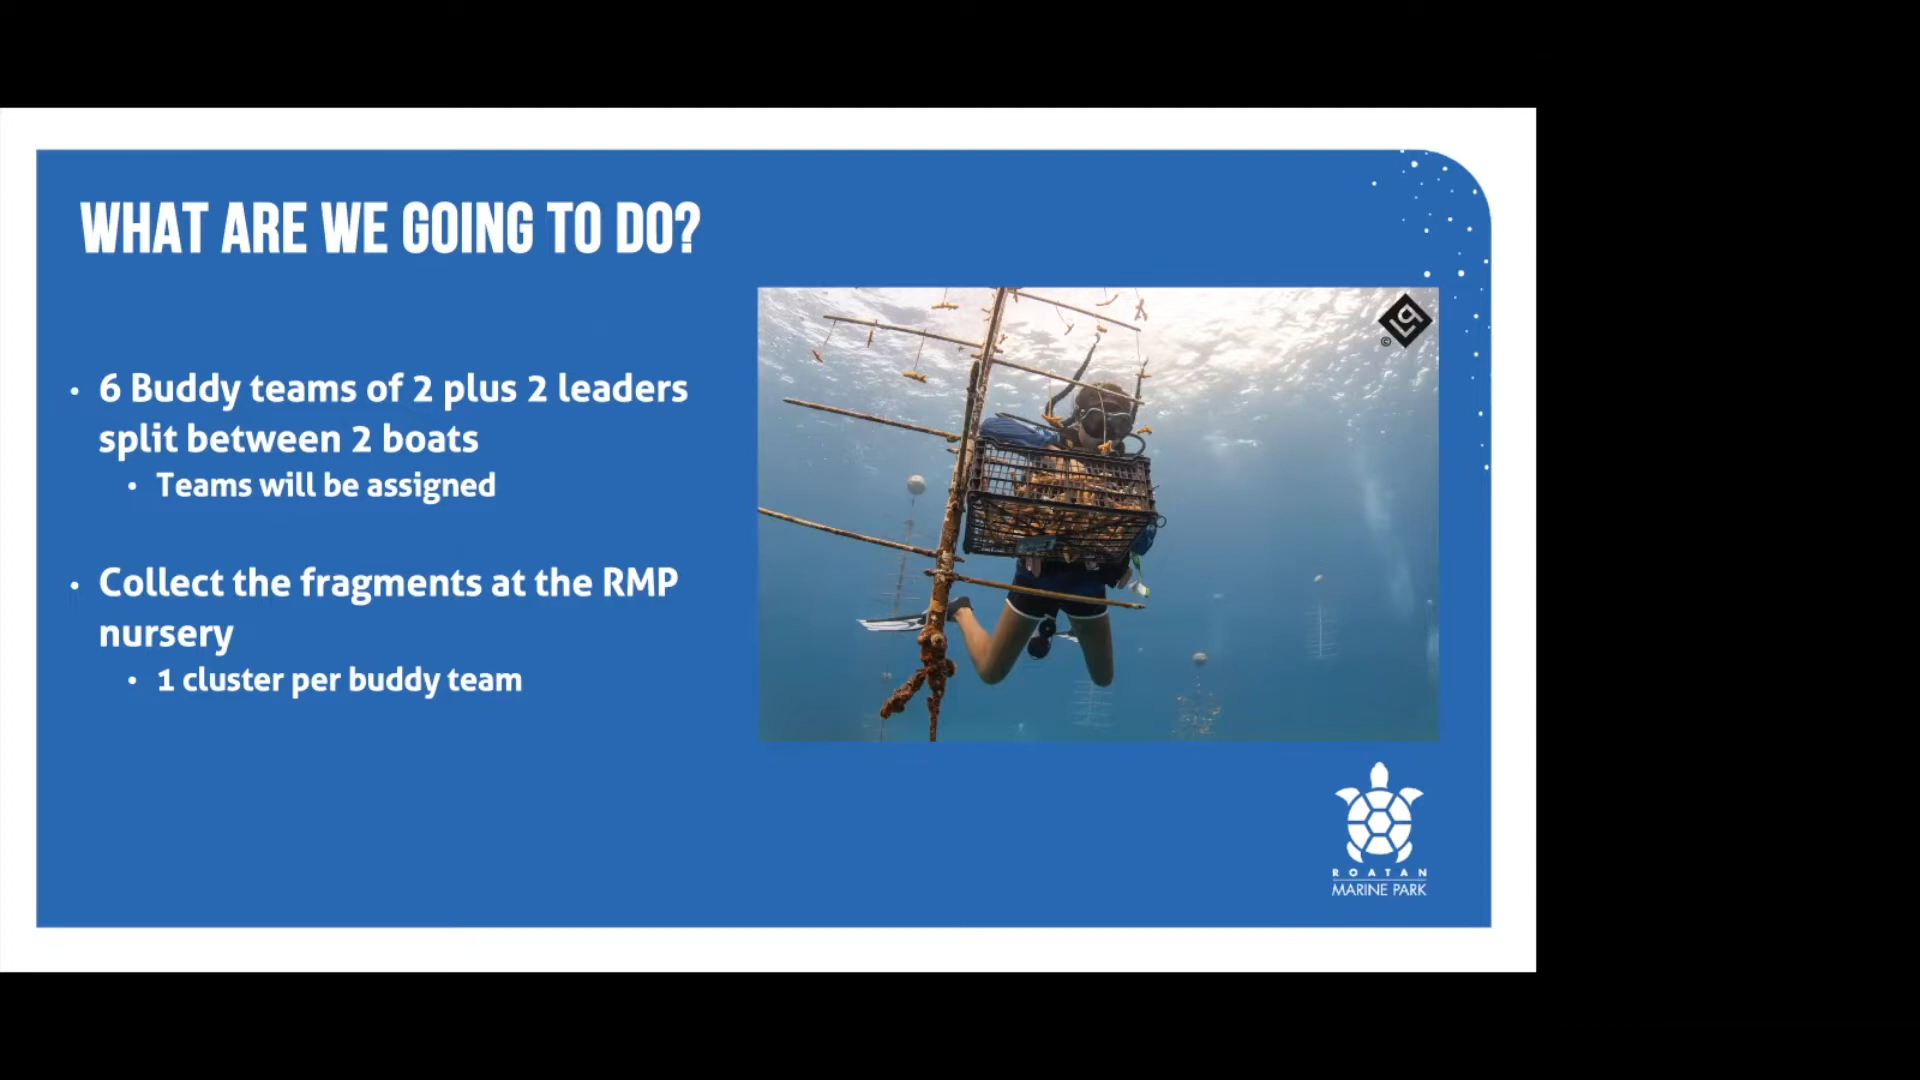 WHAT ARE WE GOING TO DO?
• 6 Buddy teams of 2 plus 2 leaders
split between 2 boats
• Teams will be assigned
• Collect the fragments at the RMP
nursery
• 1 cluster per buddy team
©
ROATAN
MARINE PARK